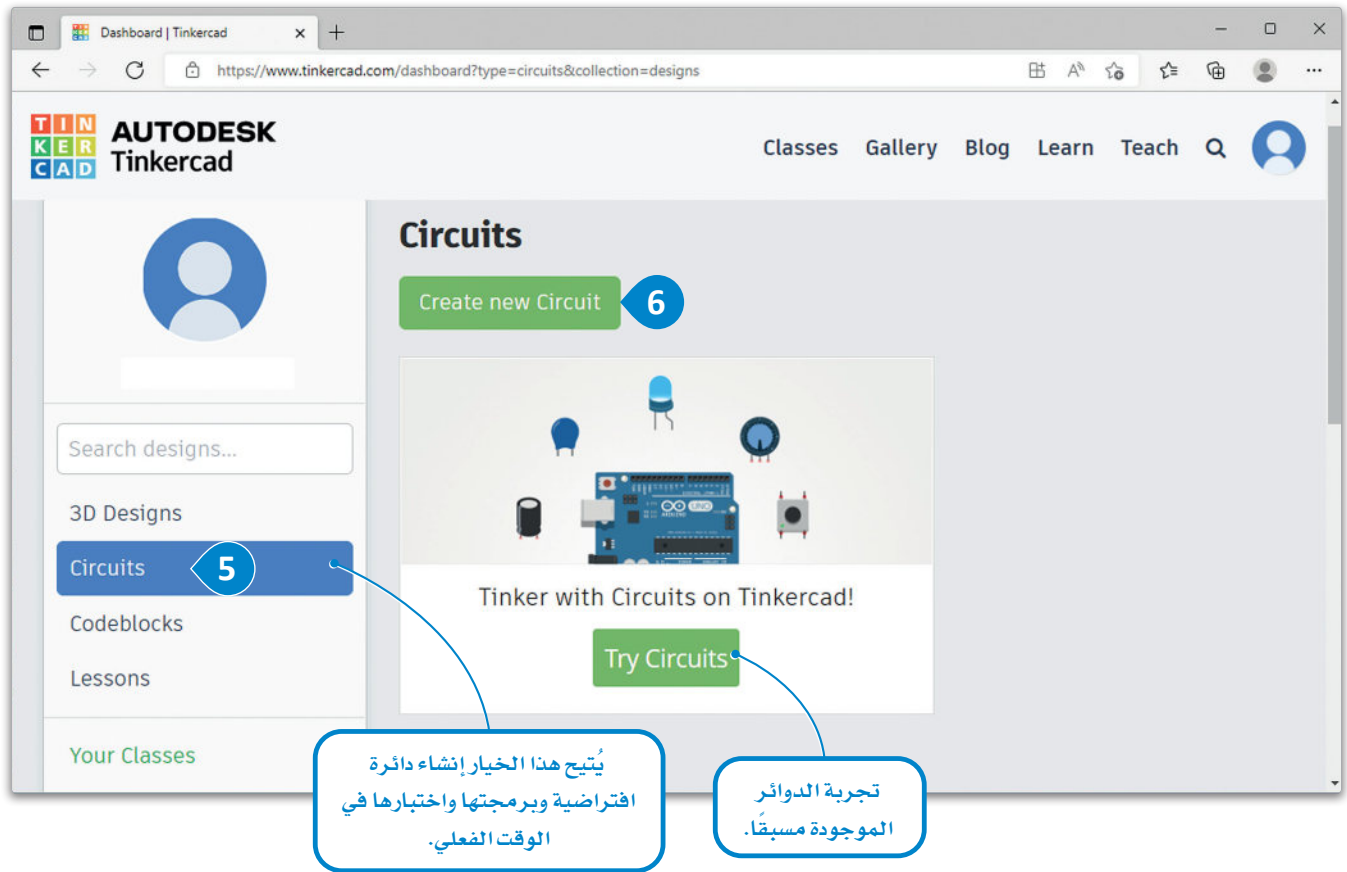 Dashboard | Tinkercad
https://www.tinkercad.com/dashboard?type=circuits&collection=designs
TIN
KER
CAD
AUTODESK
Tinkercad
Classes Gallery Blog Learn Teach
Circuits
Create new Circuit 6
Search designs...
3D Designs
Circuits 5
Codeblocks
Lessons
Your Classes
UNO
ARDUINO
Tinker with Circuits on Tinkercad!
Try Circuits
يُتيح هذا الخيار إنشاء دائرة
افتراضية وبرمجتها واختبارها في
الوقت الفعلي.
تجربة الدوائر
الموجودة مسبقًا.